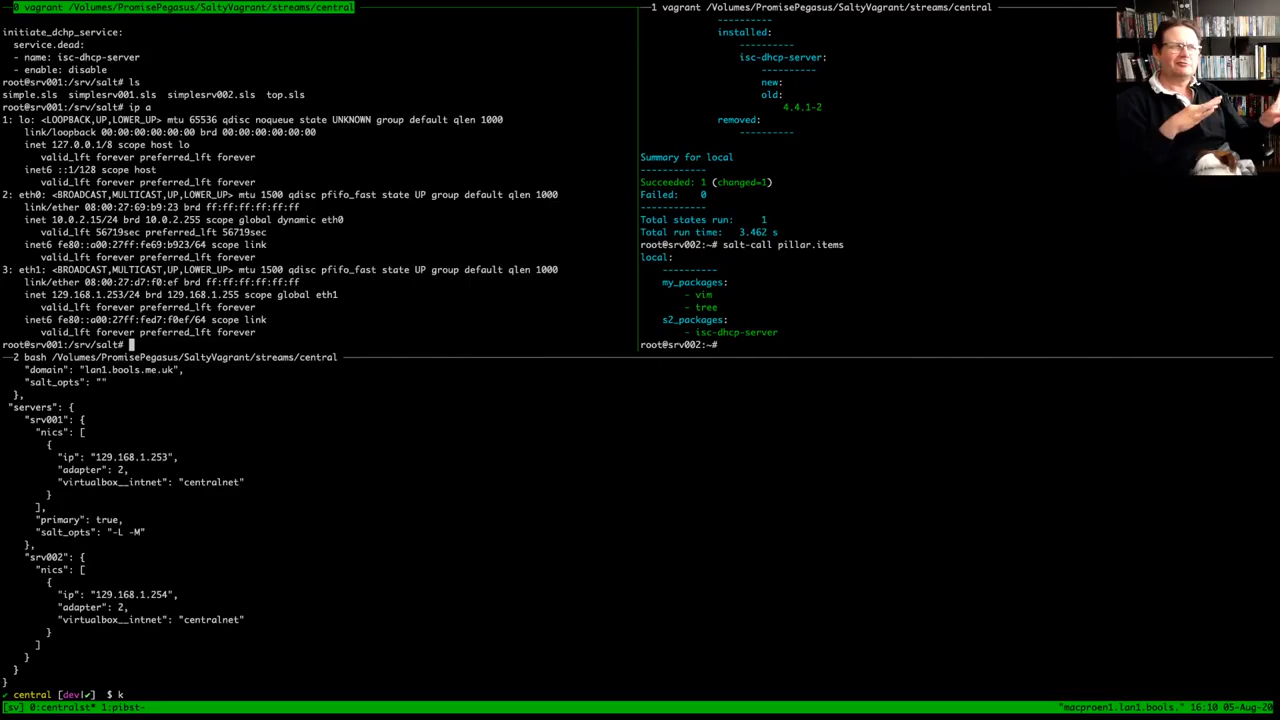 0 vagrant /Volumes/PromisePegasus/SaltyVagrant/streams/central
initiate_dchp_service:
service.dead:
- name: isc-dhcp-server
- enable: disable
root@srv001:/srv/salt# ls
simple.sls simplesrv001.sls simplesrv002.sls top.sls
root@srv001:/srv/salt# ip a
1: lo: <LOOPBACK,UP,LOWER_UP> mtu 65536 qdisc noqueue state UNKNOWN group default qlen 1000
link/loopback 00:00:00:00:00:00 brd 00:00:00:00:00:00
inet 127.0.0.1/8 scope host lo
valid_lft forever preferred_lft forever
inet6 ::1/128 scope host
valid_lft forever preferred_lft forever
2: eth0: <BROADCAST,MULTICAST,UP,LOWER_UP> mtu 1500 qdisc pfifo_fast state UP group default qlen 1000
link/ether 08:00:27:69:b9:23 brd ff:ff:ff:ff:ff:ff
inet 10.0.2.15/24 brd 10.0.2.255 scope global dynamic eth0
valid_lft 56719sec preferred_lft 56719sec
inet6 fe80::a00:27ff:fe69:b923/64 scope link
valid_lft forever preferred_lft forever
3: eth1: <BROADCAST,MULTICAST,UP,LOWER_UP> mtu 1500 qdisc pfifo_fast state UP group default qlen 1000
link/ether 08:00:27:d7:f0:ef brd ff:ff:ff:ff:ff:ff
inet 129.168.1.253/24 brd 129.168.1.255 scope global eth1
valid_lft forever preferred_lft forever
inet6 fe80::a00:27ff:fed7:f0ef/64 scope link
valid_lft forever preferred_lft forever
root@srv001:/srv/salt#
1 vagrant /Volumes/PromisePegasus/SaltyVagrant/streams/central
----------
installed:
----------
isc-dhcp-server:
----------
new:
old:
4.4.1-2
removed:
----------
Summary for local
------------
Succeeded: 1 (changed=1)
Failed: 0
------------
Total states run: 1
Total run time: 3.462 s
root@srv002:~# salt-call pillar.items
local:
----------
my_packages:
- vim
- tree
s2_packages:
- isc-dhcp-server
root@srv002:~#
2 bash /Volumes/PromisePegasus/SaltyVagrant/streams/central
"domain": "lan1.bools.me.uk",
"salt_opts": ""
},
"servers": {
"srv001": {
"nics": [
{
"ip": "129.168.1.253",
"adapter": 2,
"virtualbox__intnet": "centralnet"
}
],
"primary": true,
"salt_opts": "-L -M"
},
"srv002": {
"nics": [
{
"ip": "129.168.1.254",
"adapter": 2,
"virtualbox__intnet": "centralnet"
}
]
}
}
}
✔ central [dev|✔] $ k
[sv] 0:centralst* 1:pibst- "macproen1.lan1.bools." 16:10 05-Aug-20